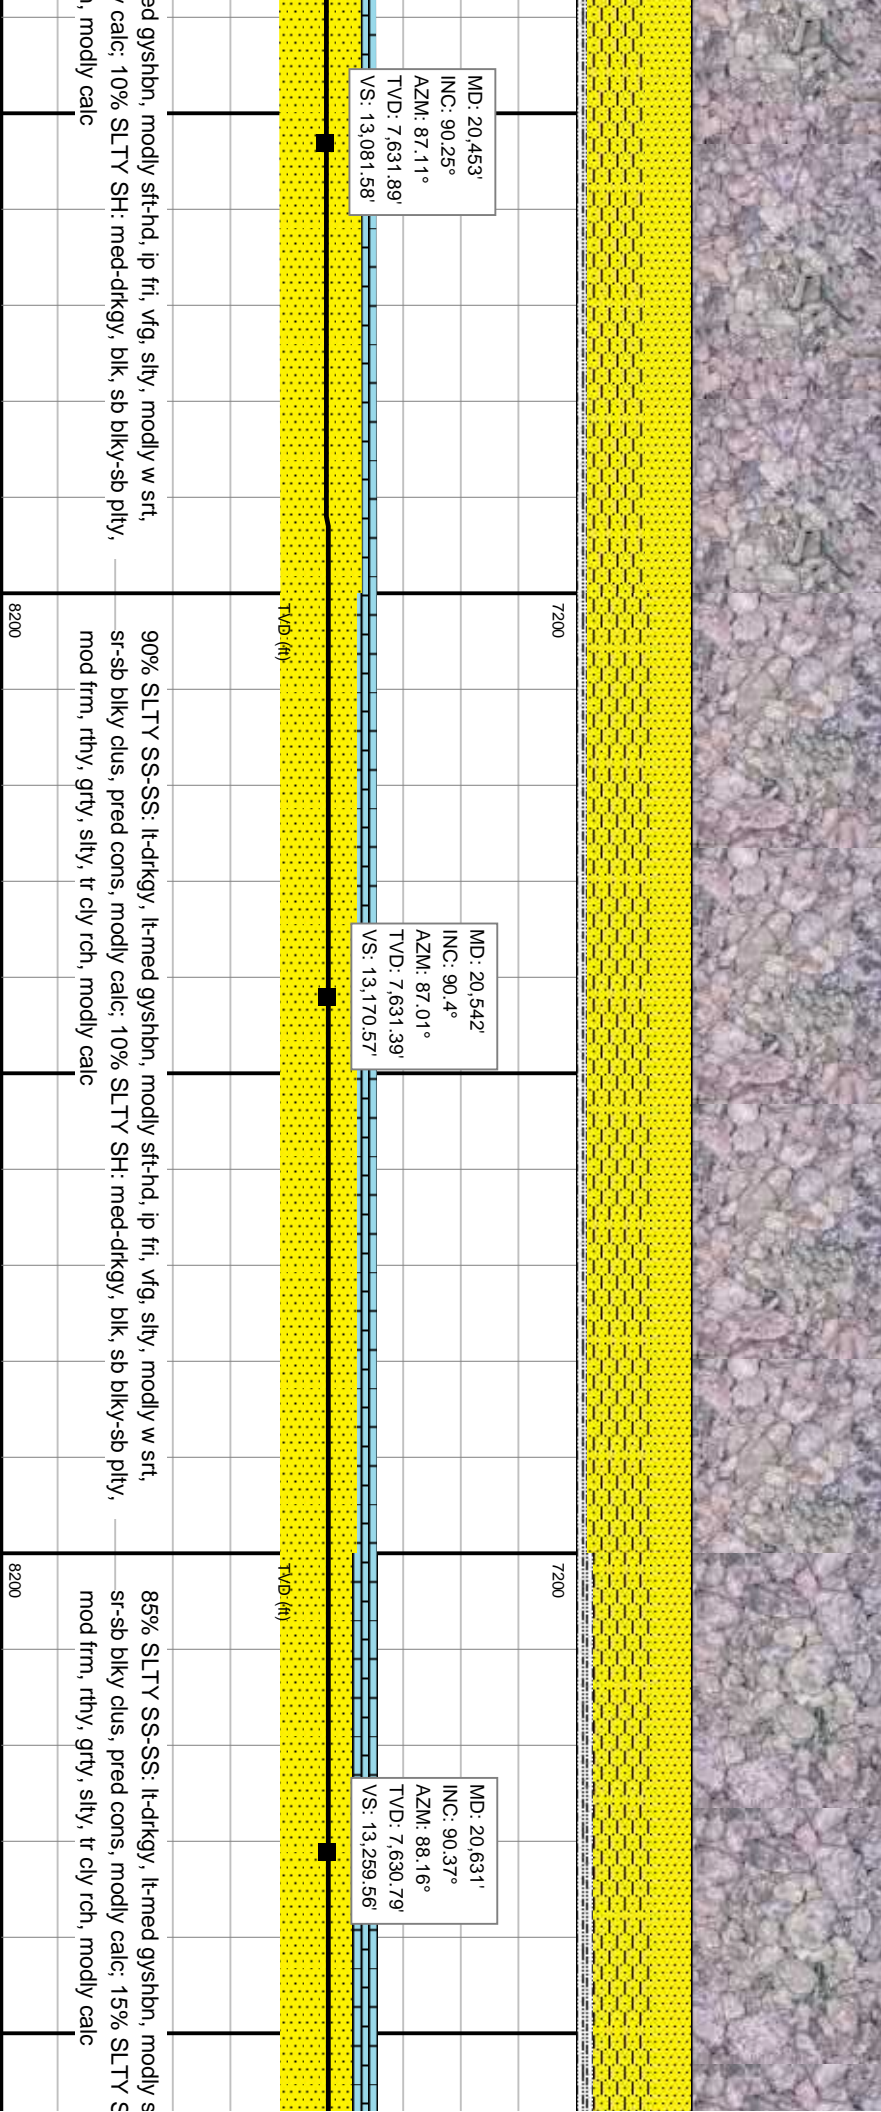 ed gyshbn, modly sft-hd, ip fri, vfg, slty, modly w srt,
calc; 10% SLTY SH: med-drkgy, blk, sb blky-sb plty,
modly calc
MD: 20,453'
INC: 90.25°
AZM: 87.11°
TVD: 7,631.89'
VS: 13,081.58'
7200
TVD (ft)
8200
90% SLTY SS-SS: lt-drkgy, lt-med gyshbn, modly sft-hd, ip fri, vfg, slty, modly w srt,
sr-sb blky clus, pred cons, modly calc; 10% SLTY SH: med-drkgy, blk, sb blky-sb plty,
mod frm, rthy, grty, slty, tr cly rch, modly calc
MD: 20,542'
INC: 90.4°
AZM: 87.01°
TVD: 7,631.39'
VS: 13,170.57'
7200
TVD (ft)
8200
85% SLTY SS-SS: lt-drkgy, lt-med gyshbn, modly s
sr-sb blky clus, pred cons, modly calc; 15% SLTY S
mod frm, rthy, grty, slty, tr cly rch, modly calc
MD: 20,631'
INC: 90.37°
AZM: 88.16°
TVD: 7,630.79'
VS: 13,259.56'